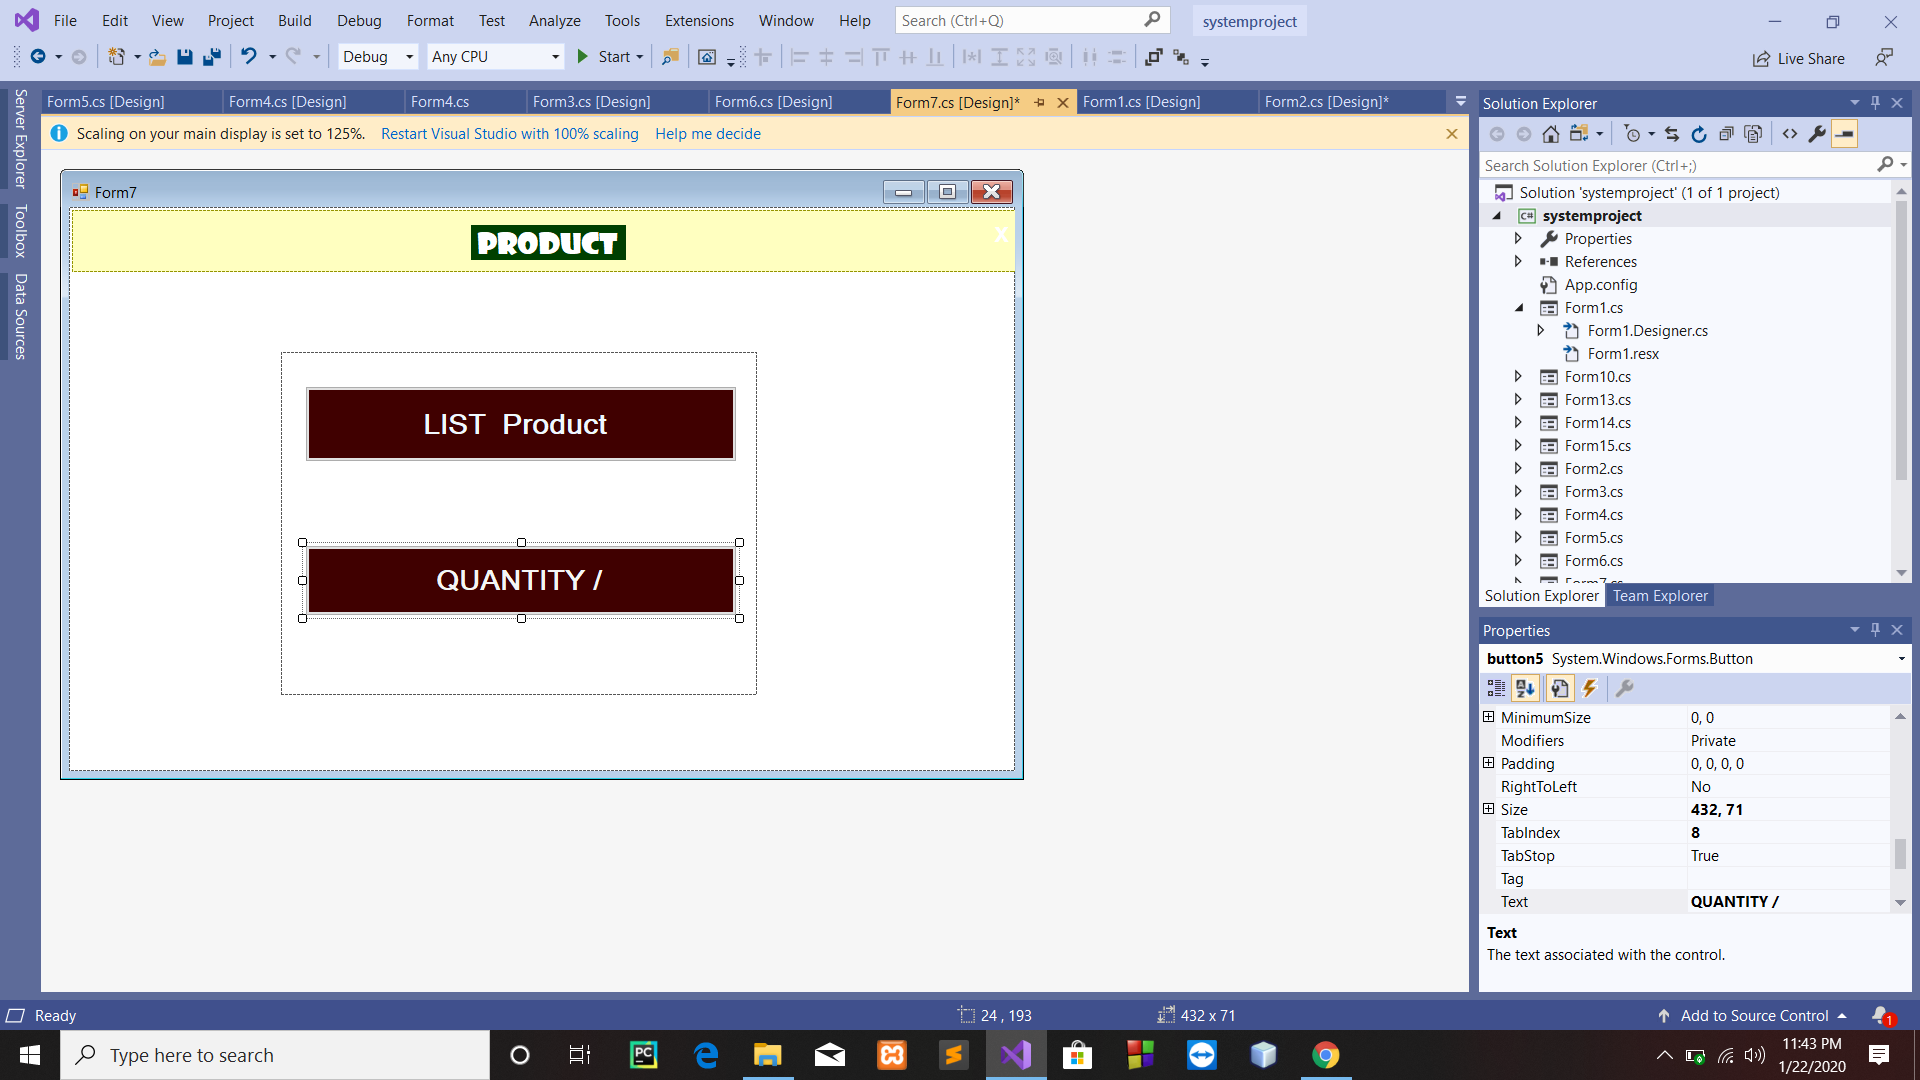 File Edit View Project Build Debug Format Test Analyze Tools Extensions Window Help Search (Ctrl+Q) systemproject
Debug Any CPU Start Live Share
Form5.cs [Design] Form4.cs [Design] Form4.cs Form3.cs [Design] Form6.cs [Design] Form7.cs [Design]* Form1.cs [Design] Form2.cs [Design]*
Scaling on your main display is set to 125%. Restart Visual Studio with 100% scaling Help me decide
Server Explorer
Toolbox
Data Sources
Form7
PRODUCT
X
LIST Product
QUANTITY /
Solution Explorer
Search Solution Explorer (Ctrl+;)
Solution 'systemproject' (1 of 1 project)
C# systemproject
Properties
References
App.config
Form1.cs
Form1.Designer.cs
Form1.resx
Form10.cs
Form13.cs
Form14.cs
Form15.cs
Form2.cs
Form3.cs
Form4.cs
Form5.cs
Form6.cs
Form7.cs
Solution Explorer Team Explorer
Properties
button5 System.Windows.Forms.Button
MinimumSize 0, 0
Modifiers Private
Padding 0, 0, 0, 0
RightToLeft No
Size 432, 71
TabIndex 8
TabStop True
Tag
Text QUANTITY /
Text
The text associated with the control.
Ready 24 , 193 432 x 71 Add to Source Control 1
Type here to search PC 11:43 PM
1/22/2020